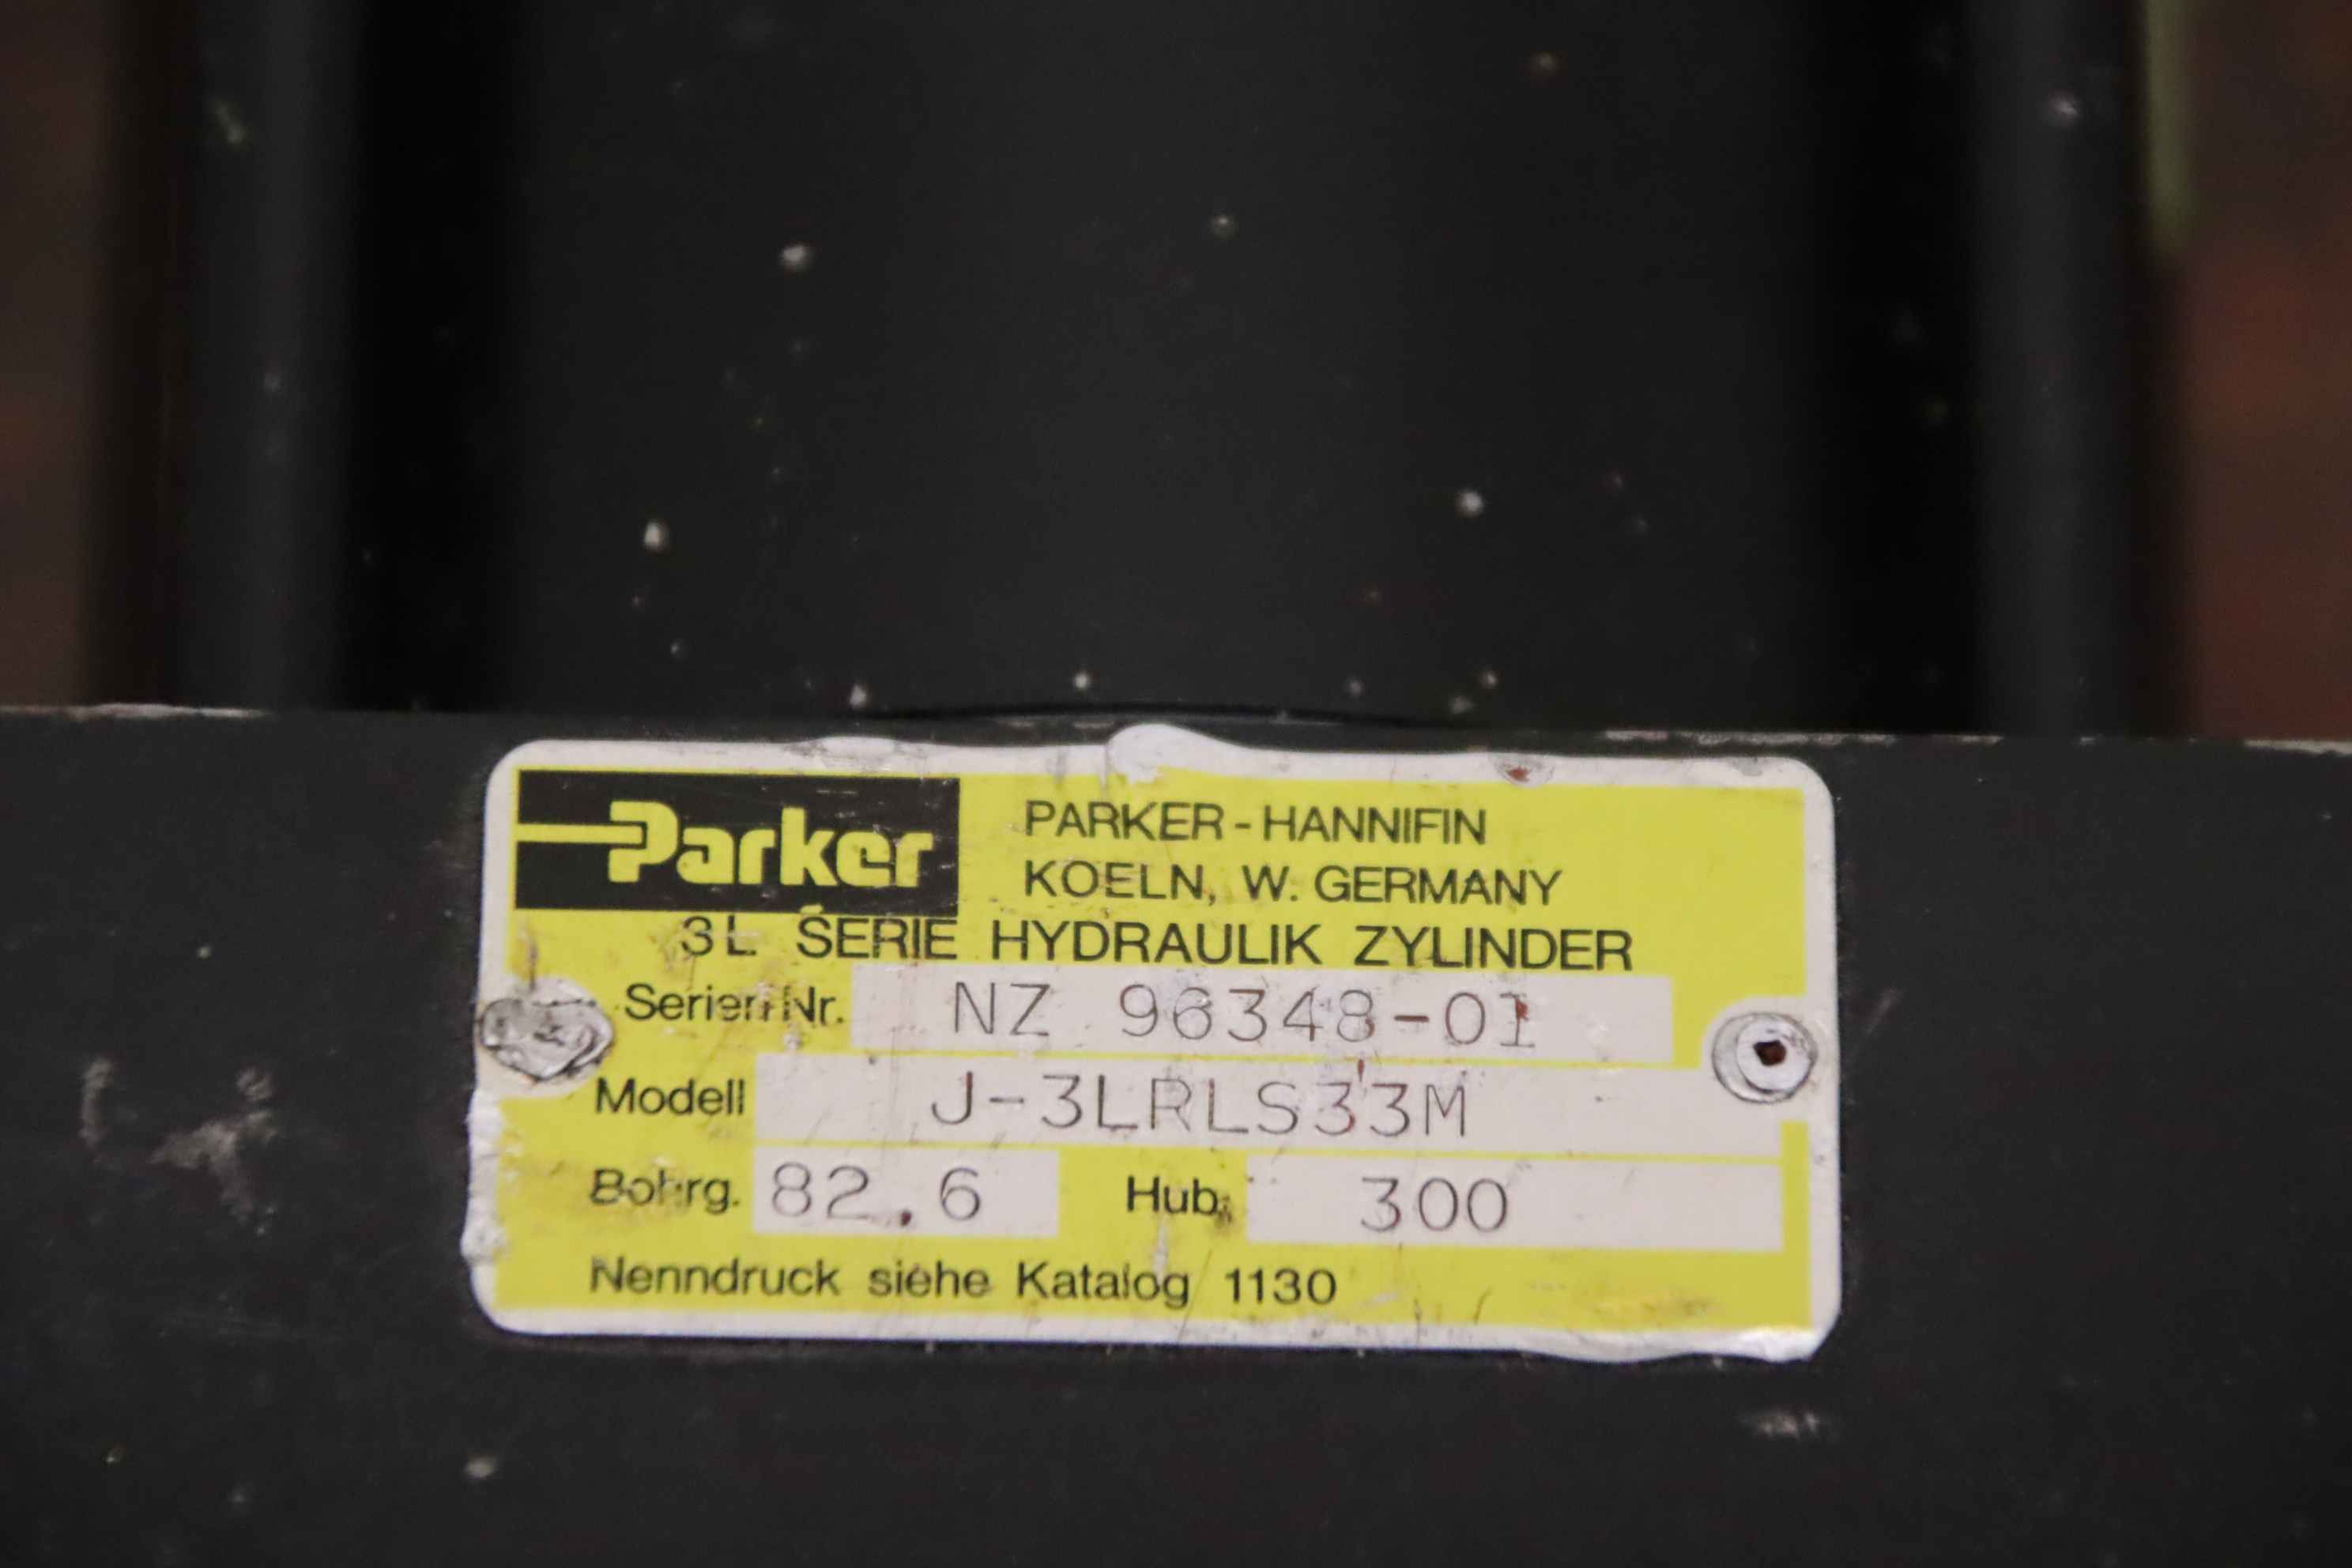 Parker
PARKER-HANNIFIN
KOELN, W. GERMANY
3L SERIE HYDRAULIK ZYLINDER
Serien Nr. NZ 96348-01
Modell J-3LRLS33M
Bohrg. 82.6 Hub. 300
Nenndruck siehe Katalog 1130